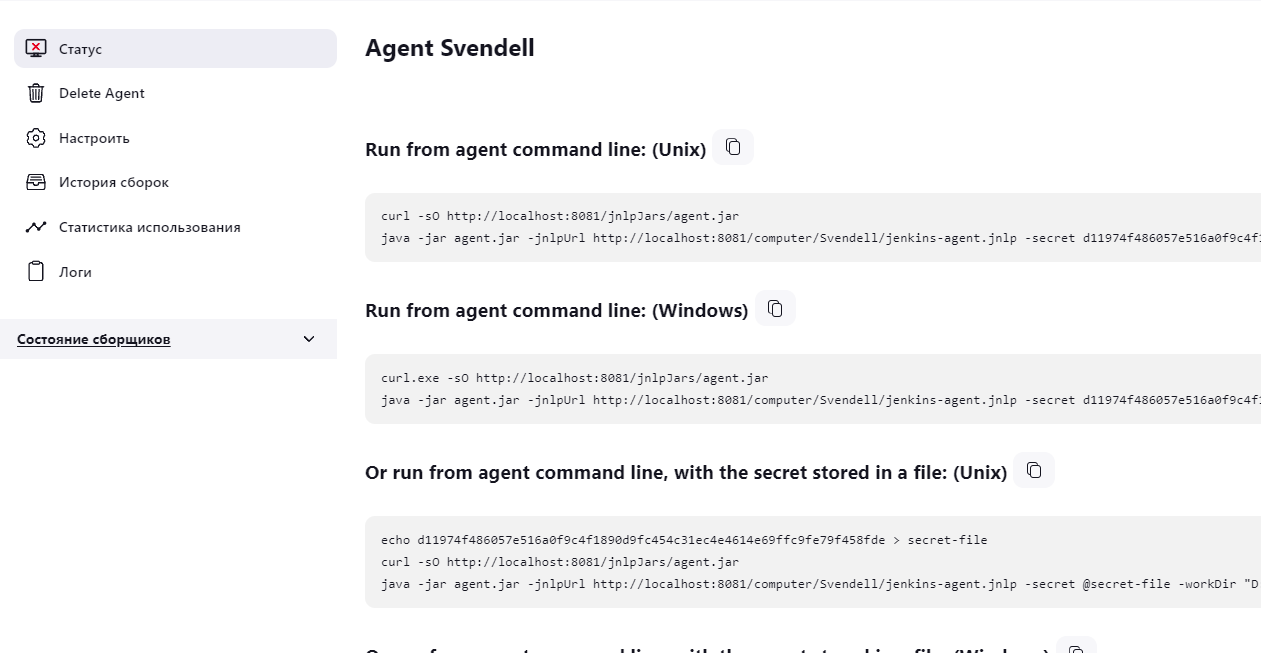 Статус
Delete Agent
Настроить
История сборок
Статистика использования
Логи
Состояние сборщиков
Agent Svendell
Run from agent command line: (Unix)
curl -sO http://localhost:8081/jnlpJars/agent.jar
java -jar agent.jar -jnlpUrl http://localhost:8081/computer/Svendell/jenkins-agent.jnlp -secret d11974f486057e516a0f9c4f1
Run from agent command line: (Windows)
curl.exe -sO http://localhost:8081/jnlpJars/agent.jar
java -jar agent.jar -jnlpUrl http://localhost:8081/computer/Svendell/jenkins-agent.jnlp -secret d11974f486057e516a0f9c4f1
Or run from agent command line, with the secret stored in a file: (Unix)
echo d11974f486057e516a0f9c4f1890d9fc454c31ec4e4614e69ffc9fe79f458fde > secret-file
curl -sO http://localhost:8081/jnlpJars/agent.jar
java -jar agent.jar -jnlpUrl http://localhost:8081/computer/Svendell/jenkins-agent.jnlp -secret @secret-file -workDir "D